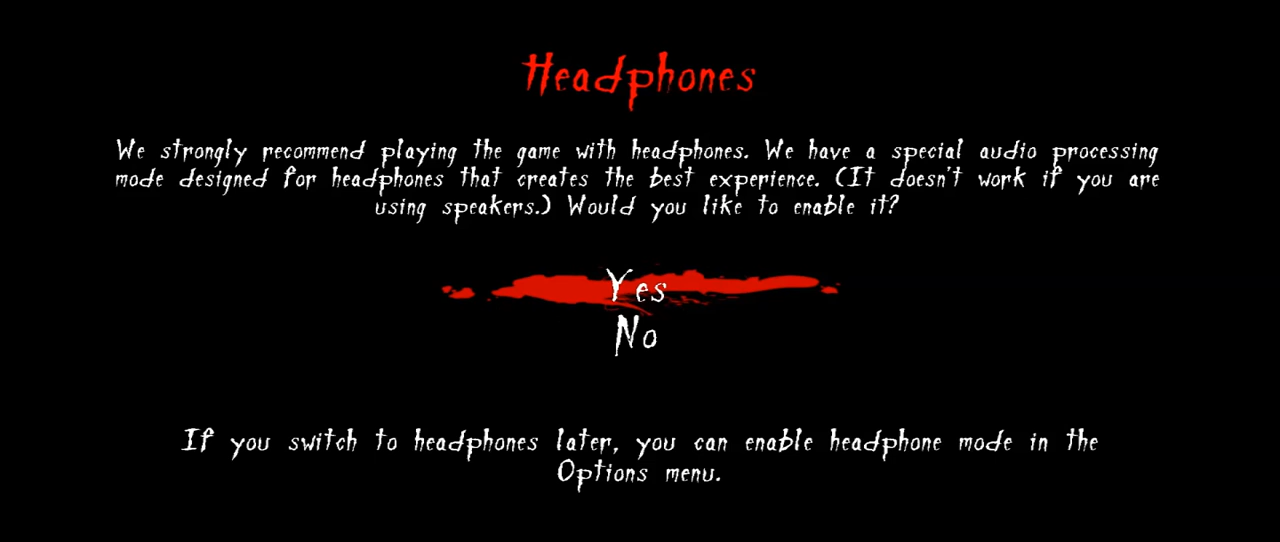 Headphones
We strongly recommend playing the game with headphones. We have a special audio processing
mode designed for headphones that creates the best experience. (It doesn't work if you are
using speakers.) Would you like to enable it?
Yes
No
If you switch to headphones later, you can enable headphone mode in the
Options menu.